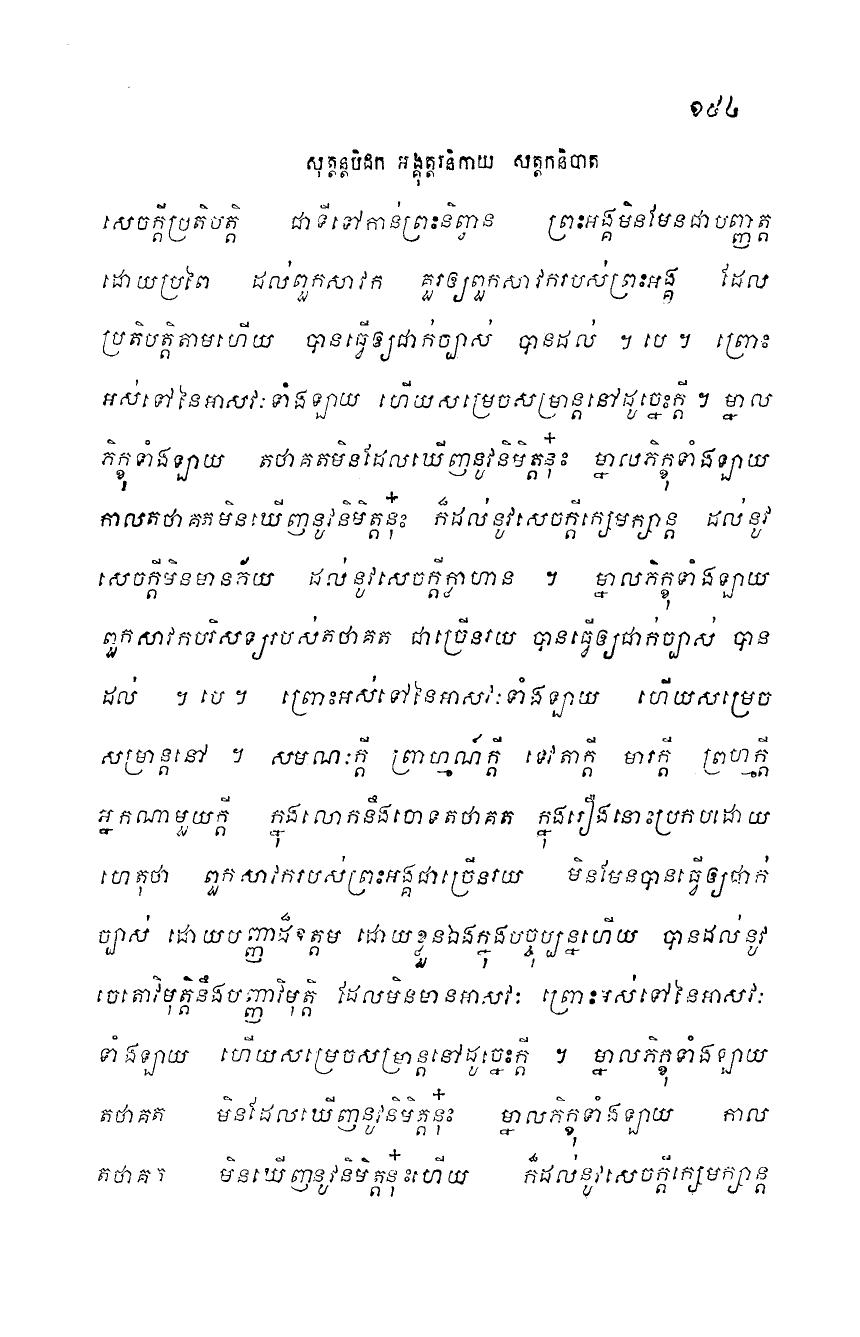 ១៩៤
សុត្តន្តបិដក អង្គុត្តរនិកាយ សត្តកនិបាត
សេចក្តីប្រតិបត្តិ ជាទីទៅកាន់ព្រះនិព្វាន ព្រះអង្គមិនមែនជាបញ្ញត្ត
ដោយប្រពៃ ដល់ពួកសាវក គួរឲ្យពួកសាវករបស់ព្រះអង្គ ដែល
ប្រតិបត្តិតាមហើយ បានធ្វើឲ្យជាក់ច្បាស់ បានដល់ ។ បេ ។ ព្រោះ
អស់ទៅនៃអាសវៈទាំងឡាយ ហើយសម្រេចសម្រាន្តនៅដូច្នេះក្តី ។ ម្នាល
ភិក្ខុទាំងឡាយ តថាគតមិនដែលឃើញនូវនិមិត្តនុ៎ះ ម្នាលភិក្ខុទាំងឡាយ
កាលតថាគតមិនឃើញនូវនិមិត្តនុ៎ះ ក៏ដល់នូវសេចក្តីក្សេមក្សាន្ត ដល់នូវ
សេចក្តីមិនមានភ័យ ដល់នូវសេចក្តីក្លាហាន ។ ម្នាលភិក្ខុទាំងឡាយ
ពួកសាវកបរិសទ្យរបស់តថាគត ជាច្រើនរយ បានធ្វើឲ្យជាក់ច្បាស់ បាន
ដល់ ។ បេ ។ ព្រោះអស់ទៅនៃអាសវៈទាំងឡាយ ហើយសម្រេច
សម្រាន្តនៅ ។ សមណៈក្តី ព្រាហ្មណ៍ក្តី ទេវតាក្តី មារក្តី ព្រហ្មក្តី
អ្នកណាមួយក្តី ក្នុងលោកនឹងចោទតថាគត ក្នុងរឿងនោះប្រកបដោយ
ហេតុថា ពួកសាវករបស់ព្រះអង្គជាច្រើនរយ មិនមែនបានធ្វើឲ្យជាក់
ច្បាស់ ដោយបញ្ញាដ៏ឧត្តម ដោយខ្លួនឯងក្នុងបច្ចុប្បន្នហើយ បានដល់នូវ
ចេតោវិមុត្តិនឹងបញ្ញាវិមុត្តិ ដែលមិនមានអាសវៈ ព្រោះអស់ទៅនៃអាសវៈ
ទាំងឡាយ ហើយសម្រេចសម្រាន្តនៅដូច្នេះក្តី ។ ម្នាលភិក្ខុទាំងឡាយ
តថាគត មិនដែលឃើញនូវនិមិត្តនុ៎ះ ម្នាលភិក្ខុទាំងឡាយ កាល
តថាគត មិនឃើញនូវនិមិត្តនុ៎ះហើយ ក៏ដល់នូវសេចក្តីក្សេមក្សាន្ត